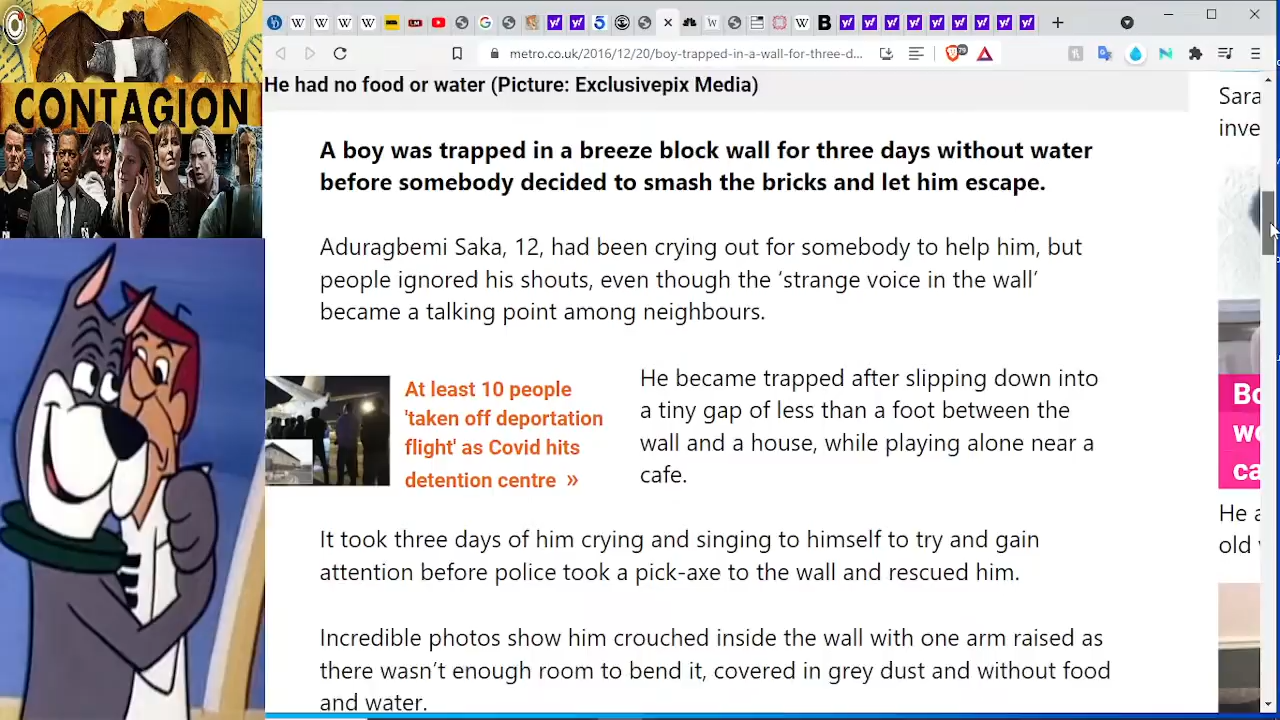 CONTAGION
metro.co.uk/2016/12/20/boy-trapped-in-a-wall-for-three-d...
He had no food or water (Picture: Exclusivepix Media)
A boy was trapped in a breeze block wall for three days without water
before somebody decided to smash the bricks and let him escape.
Aduragbemi Saka, 12, had been crying out for somebody to help him, but
people ignored his shouts, even though the ‘strange voice in the wall’
became a talking point among neighbours.
At least 10 people
'taken off deportation
flight' as Covid hits
detention centre »
He became trapped after slipping down into
a tiny gap of less than a foot between the
wall and a house, while playing alone near a
cafe.
It took three days of him crying and singing to himself to try and gain
attention before police took a pick-axe to the wall and rescued him.
Incredible photos show him crouched inside the wall with one arm raised as
there wasn’t enough room to bend it, covered in grey dust and without food
and water.
Sara
inve
Bo
we
ca
He a
old